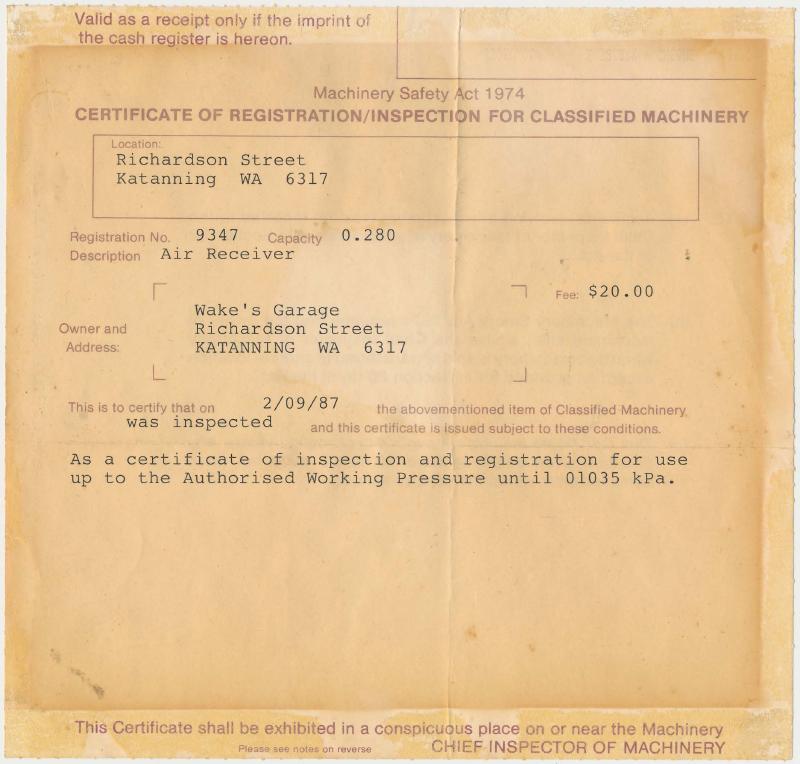 Valid as a receipt only if the imprint of
the cash register is hereon.
Machinery Safety Act 1974
CERTIFICATE OF REGISTRATION/INSPECTION FOR CLASSIFIED MACHINERY
Location:
Richardson Street
Katanning WA 6317
Registration No. 9347 Capacity 0.280
Description Air Receiver
Fee: $20.00
Wake's Garage
Owner and Richardson Street
Address: KATANNING WA 6317
This is to certify that on 2/09/87 the abovementioned item of Classified Machinery
was inspected and this certificate is issued subject to these conditions.
As a certificate of inspection and registration for use
up to the Authorised Working Pressure until 01035 kPa.
This Certificate shall be exhibited in a conspicuous place on or near the Machinery
Please see notes on reverse CHIEF INSPECTOR OF MACHINERY